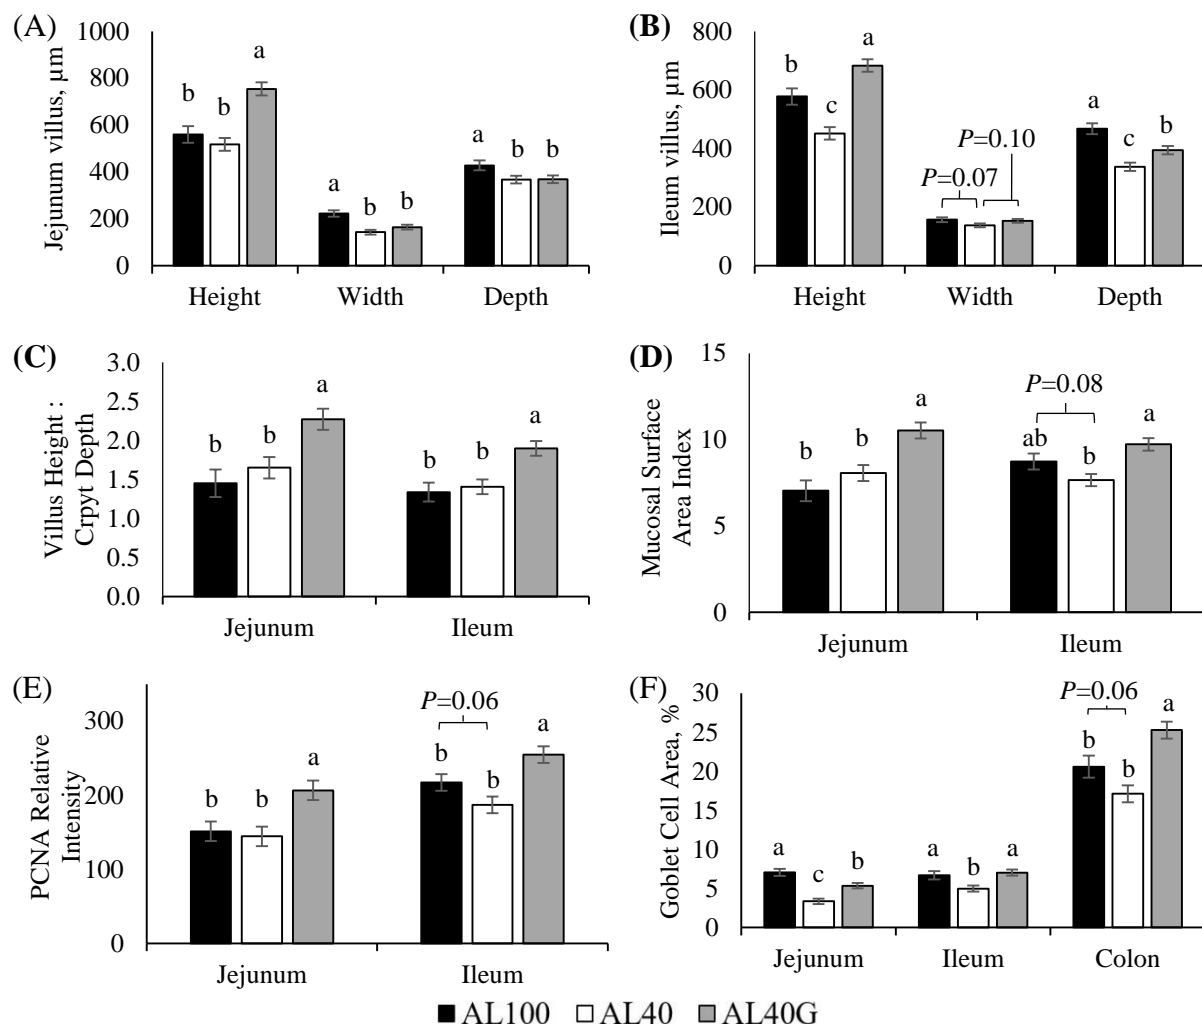 (A)
Jejunum villus, µm
1000
800
600
400
200
0
b
b
a
a
b
b
a
b
b
Height
Width
Depth
(B)
Ileum villus, µm
800
600
400
200
0
b
c
a
P=0.07
P=0.10
a
c
b
Height
Width
Depth
(C)
Villus Height :
Crpyt Depth
3.0
2.5
2.0
1.5
1.0
0.5
0.0
b
b
a
b
b
a
Jejunum
Ileum
(D)
Mucosal Surface
Area Index
15
10
5
0
b
b
a
P=0.08
ab
b
a
Jejunum
Ileum
(E)
PCNA Relative
Intensity
300
200
100
0
b
b
a
P=0.06
b
b
a
Jejunum
Ileum
(F)
Goblet Cell Area, %
30
25
20
15
10
5
0
a
c
b
a
b
a
P=0.06
b
b
a
Jejunum
Ileum
Colon
AL100 AL40 AL40G